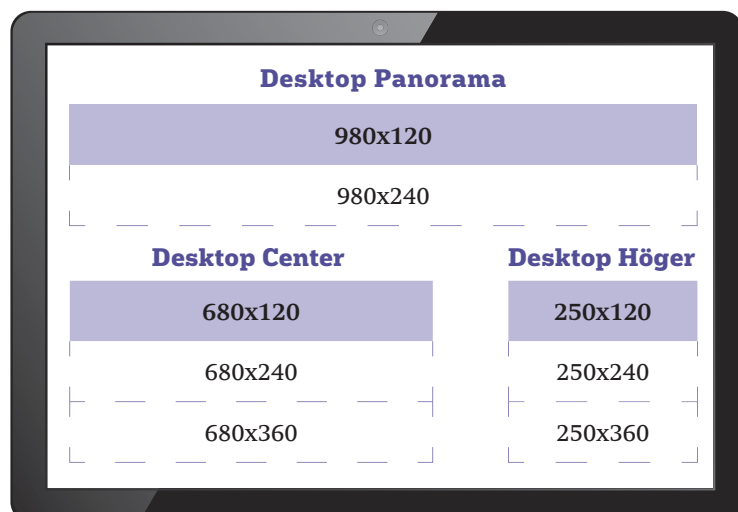 Desktop Panorama
980x120
980x240
Desktop Center
680x120
680x240
680x360
Desktop Höger
250x120
250x240
250x360